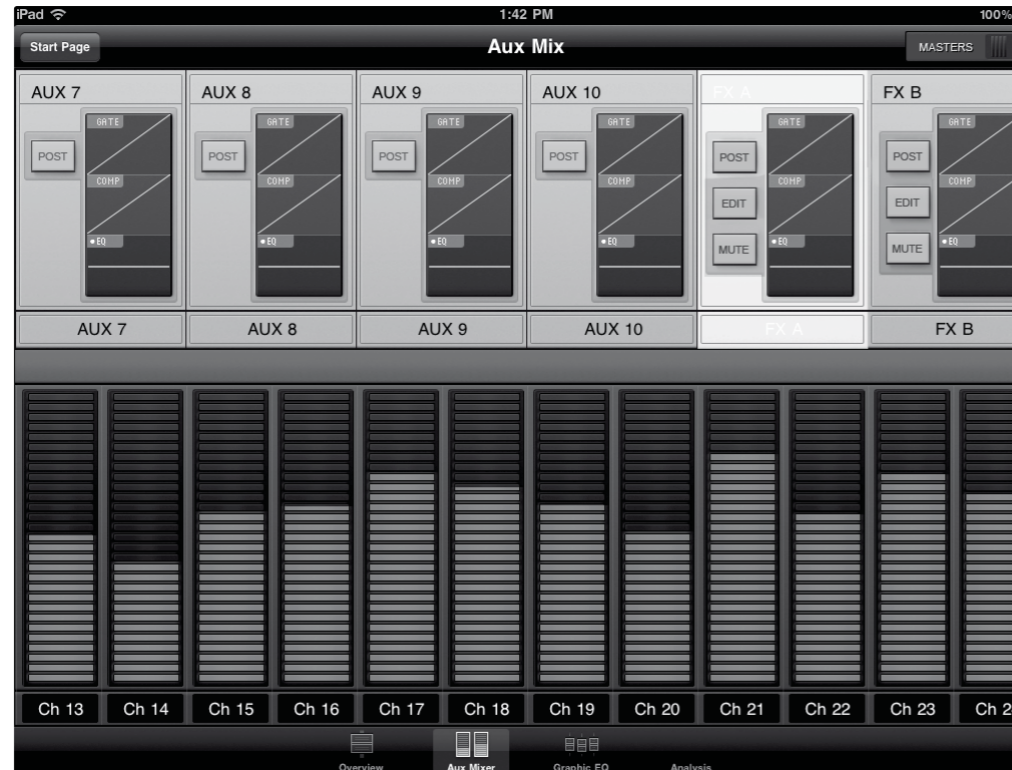 iPad 1:42 PM 100%
Start Page Aux Mix MASTERS
AUX 7 AUX 8 AUX 9 AUX 10 FX A FX B
GATE GATE GATE GATE GATE GATE
POST POST POST POST POST POST
COMP COMP COMP COMP COMP COMP
EDIT EDIT
EQ EQ EQ EQ MUTE EQ MUTE EQ
AUX 7 AUX 8 AUX 9 AUX 10 FX A FX B
Ch 13 Ch 14 Ch 15 Ch 16 Ch 17 Ch 18 Ch 19 Ch 20 Ch 21 Ch 22 Ch 23 Ch 2
Overview Aux Mixer Graphic EQ Analysis